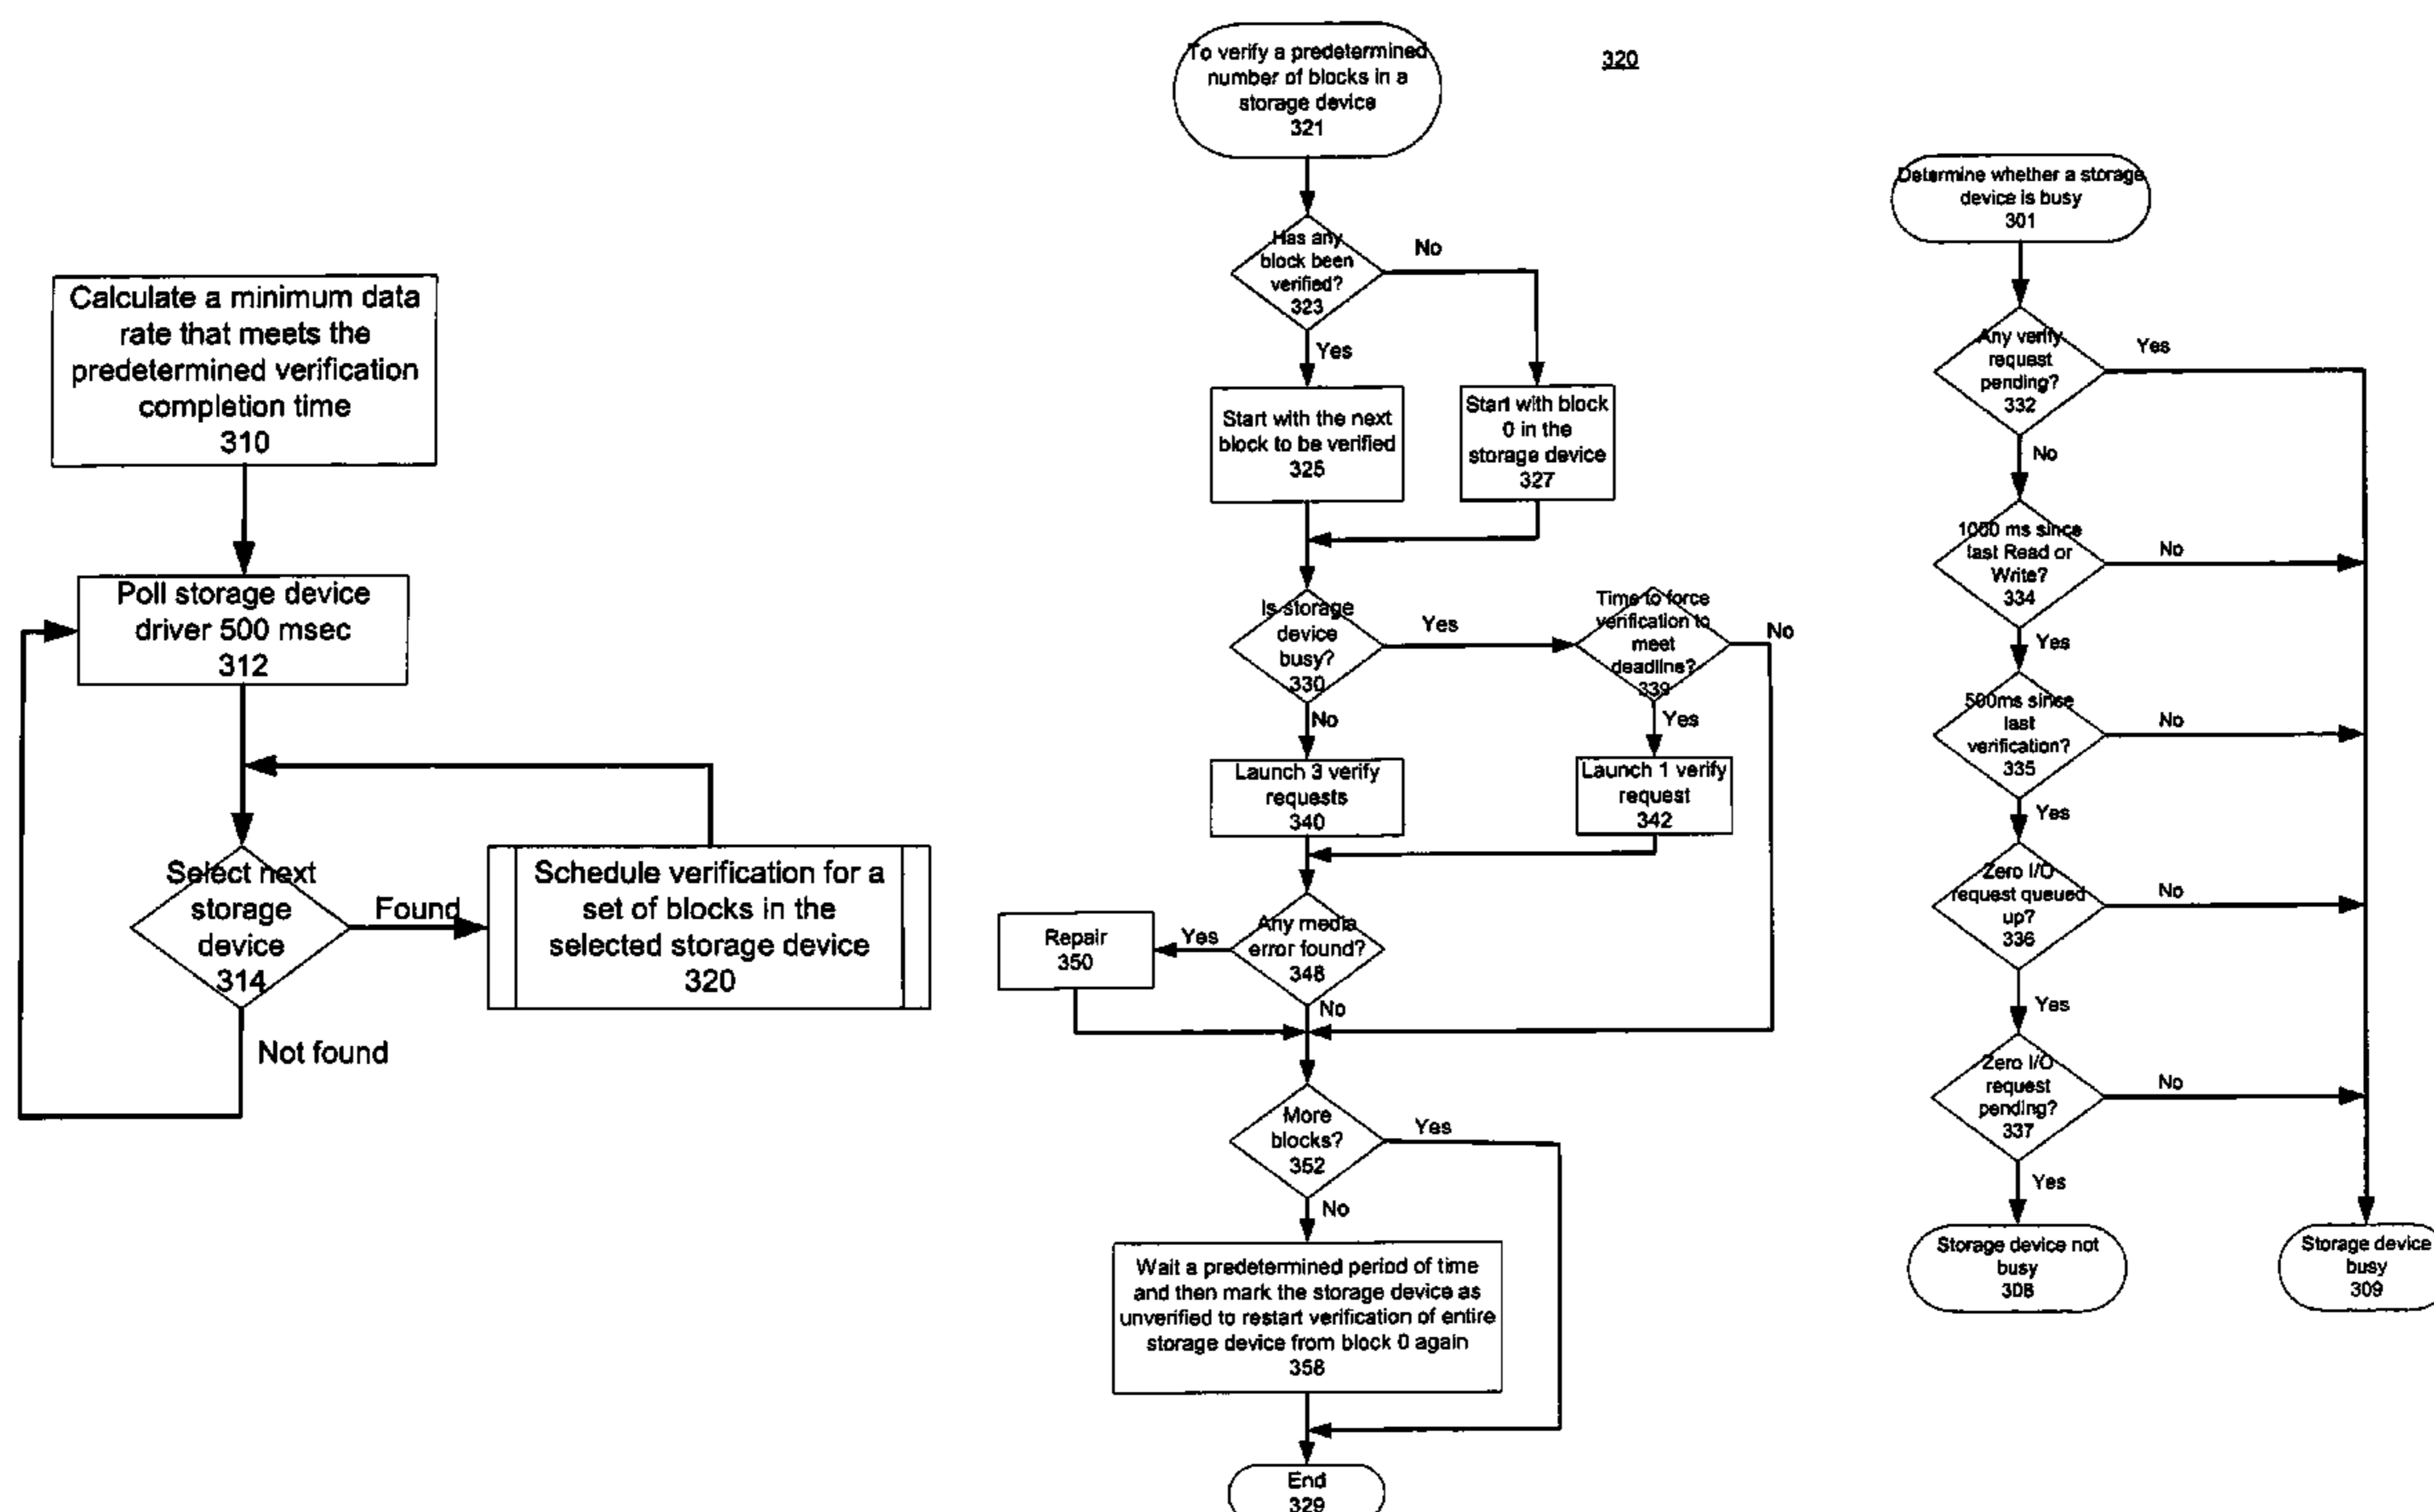 Calculate a minimum data
rate that meets the
predetermined verification
completion time
310
Poll storage device
driver 500 msec
312
Select next
storage
device
314
Found
Schedule verification for a
set of blocks in the
selected storage device
320
Not found
320
To verify a predetermined
number of blocks in a
storage device
321
Has any
block been
verified?
323
No
Yes
Start with the next
block to be verified
325
Start with block
0 in the
storage device
327
Is storage
device
busy?
330
Yes
Time to force
verification to
meet
deadline?
339
No
No
Yes
Launch 3 verify
requests
340
Launch 1 verify
request
342
Any media
error found?
348
Yes
Repair
350
No
More
blocks?
352
Yes
No
Wait a predetermined period of time
and then mark the storage device as
unverified to restart verification of entire
storage device from block 0 again
358
End
329
Determine whether a storage
device is busy
301
Any verify
request
pending?
332
Yes
No
1000 ms since
last Read or
Write?
334
No
Yes
500ms since
last
verification?
335
No
Yes
Zero I/O
request queued
up?
336
No
Yes
Zero I/O
request
pending?
337
No
Yes
Storage device not
busy
308
Storage device
busy
309